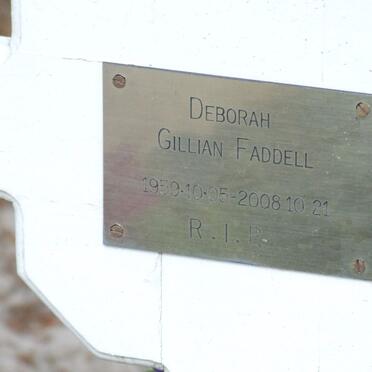 DEBORAH
GILLIAN FADDELL
1959·10·05-2008 10 21
R.I.P.